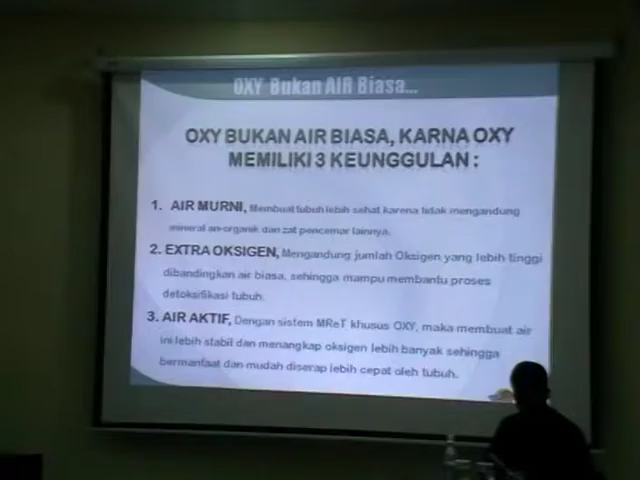 OXY Bukan AIR Biasa...
OXY BUKAN AIR BIASA, KARNA OXY
MEMILIKI 3 KEUNGGULAN :
1. AIR MURNI, Membuat tubuh lebih sehat karena tidak mengandung
mineral an-organik dan zat pencemar lainnya.
2. EXTRA OKSIGEN, Mengandung jumlah Oksigen yang lebih tinggi
dibandingkan air biasa, sehingga mampu membantu proses
detoksifikasi tubuh.
3. AIR AKTIF, Dengan sistem MReT khusus OXY, maka membuat air
ini lebih stabil dan menangkap oksigen lebih banyak sehingga
bermanfaat dan mudah diserap lebih cepat oleh tubuh.